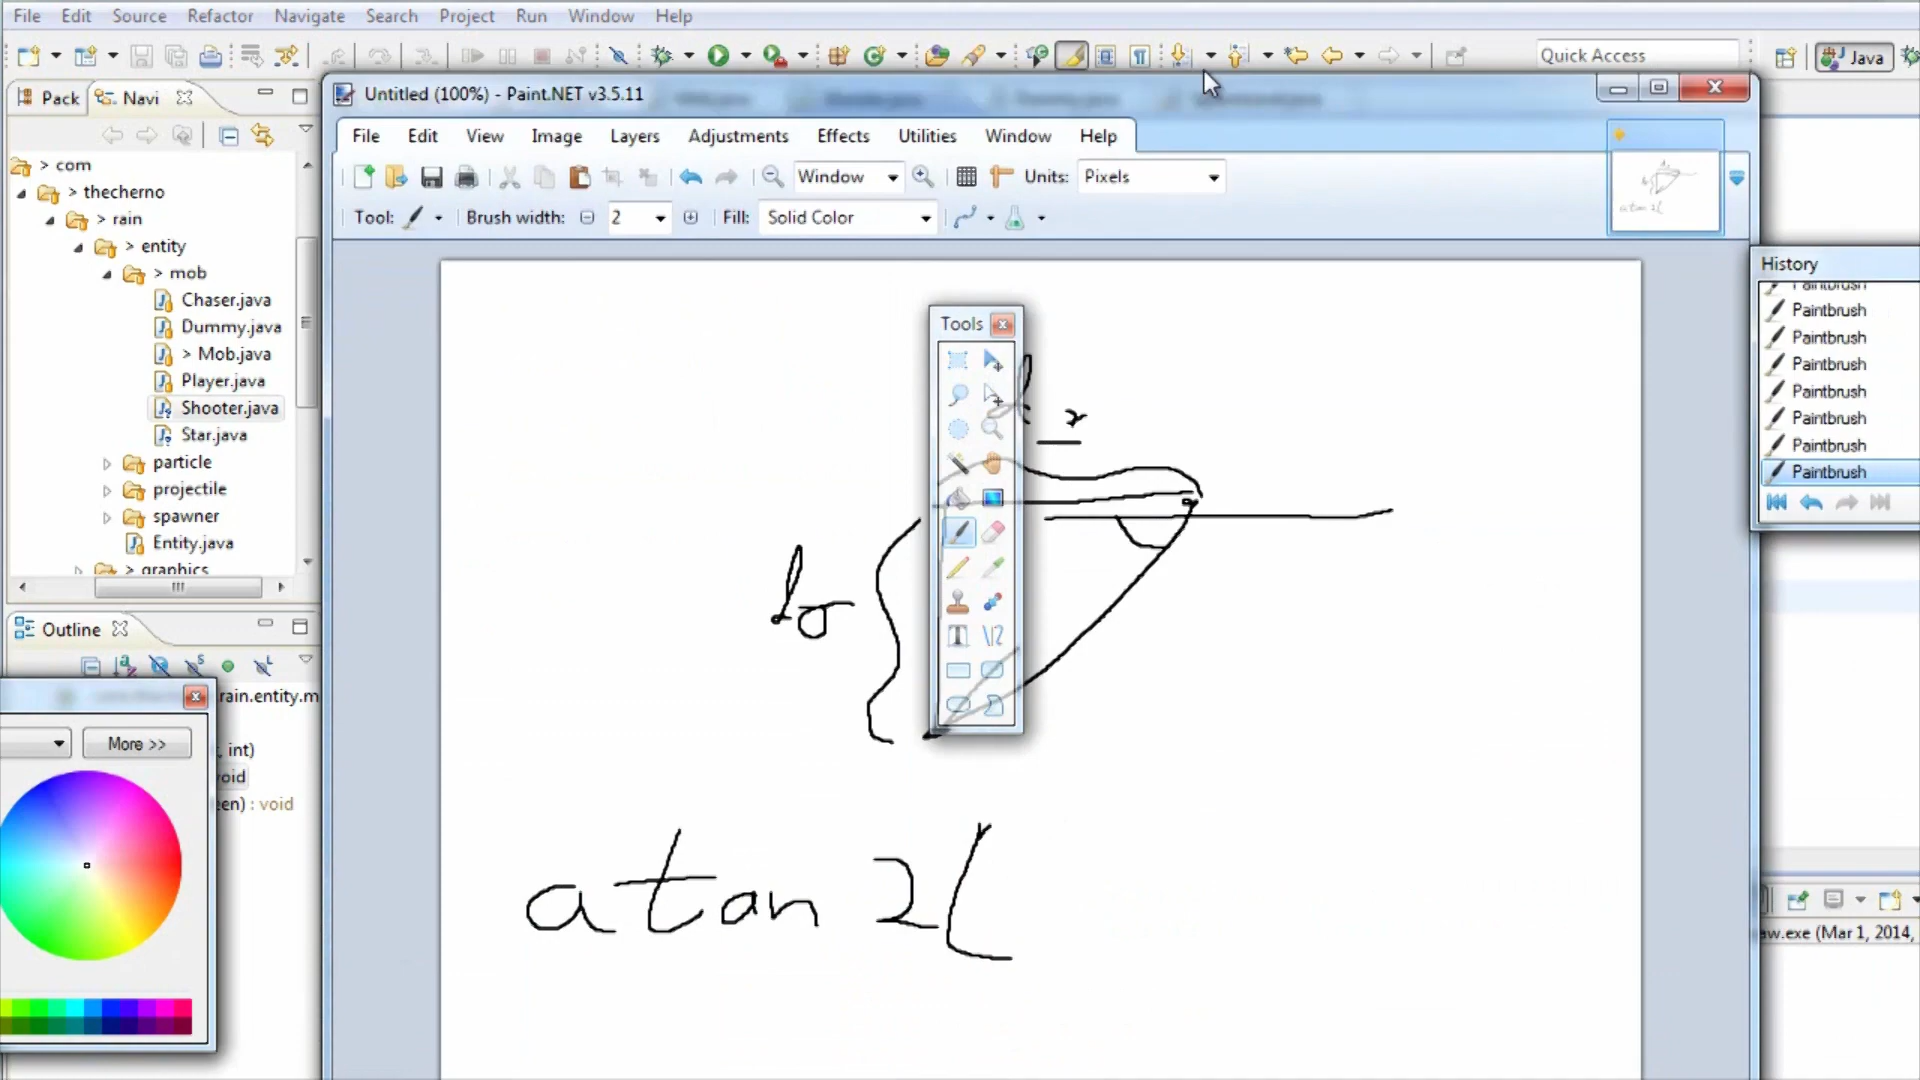 File Edit Source Refactor Navigate Search Project Run Window Help
Quick Access
Java
Pack Navi
Untitled (100%) - Paint.NET v3.5.11
File Edit View Image Layers Adjustments Effects Utilities Window Help
Window Units: Pixels
Tool: Brush width: 2 Fill: Solid Color
> com
> thecherno
> rain
> entity
> mob
Chaser.java
Dummy.java
> Mob.java
Player.java
Shooter.java
Star.java
particle
projectile
spawner
Entity.java
> graphics
History
Paintbrush
Paintbrush
Paintbrush
Paintbrush
Paintbrush
Paintbrush
Paintbrush
Paintbrush
Tools
x
atan2(
Outline
rain.entity.m
More >>
, int)
void
en) : void
aw.exe (Mar 1, 2014,